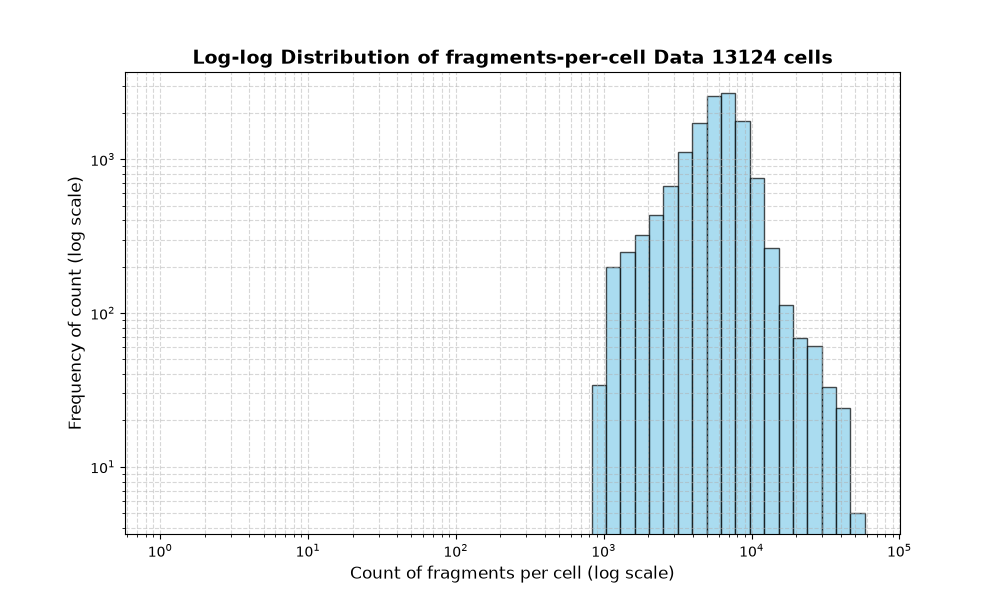 Log-log Distribution of fragments-per-cell Data 13124 cells
Frequency of count (log scale)
10³
10²
10¹
10⁰ 10¹ 10² 10³ 10⁴ 10⁵
Count of fragments per cell (log scale)